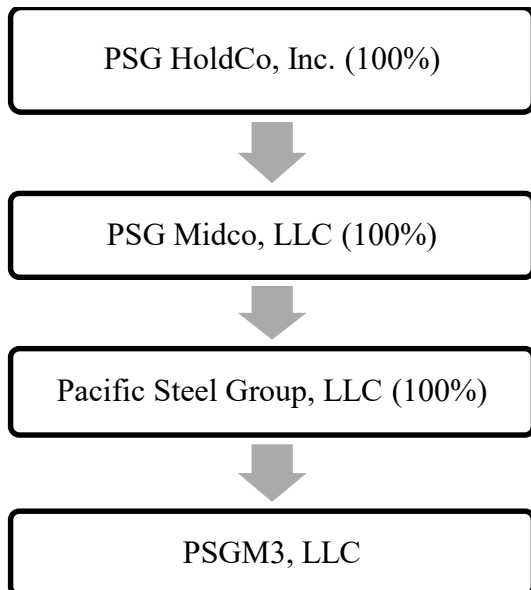 PSG HoldCo, Inc. (100%)
PSG Midco, LLC (100%)
Pacific Steel Group, LLC (100%)
PSGM3, LLC